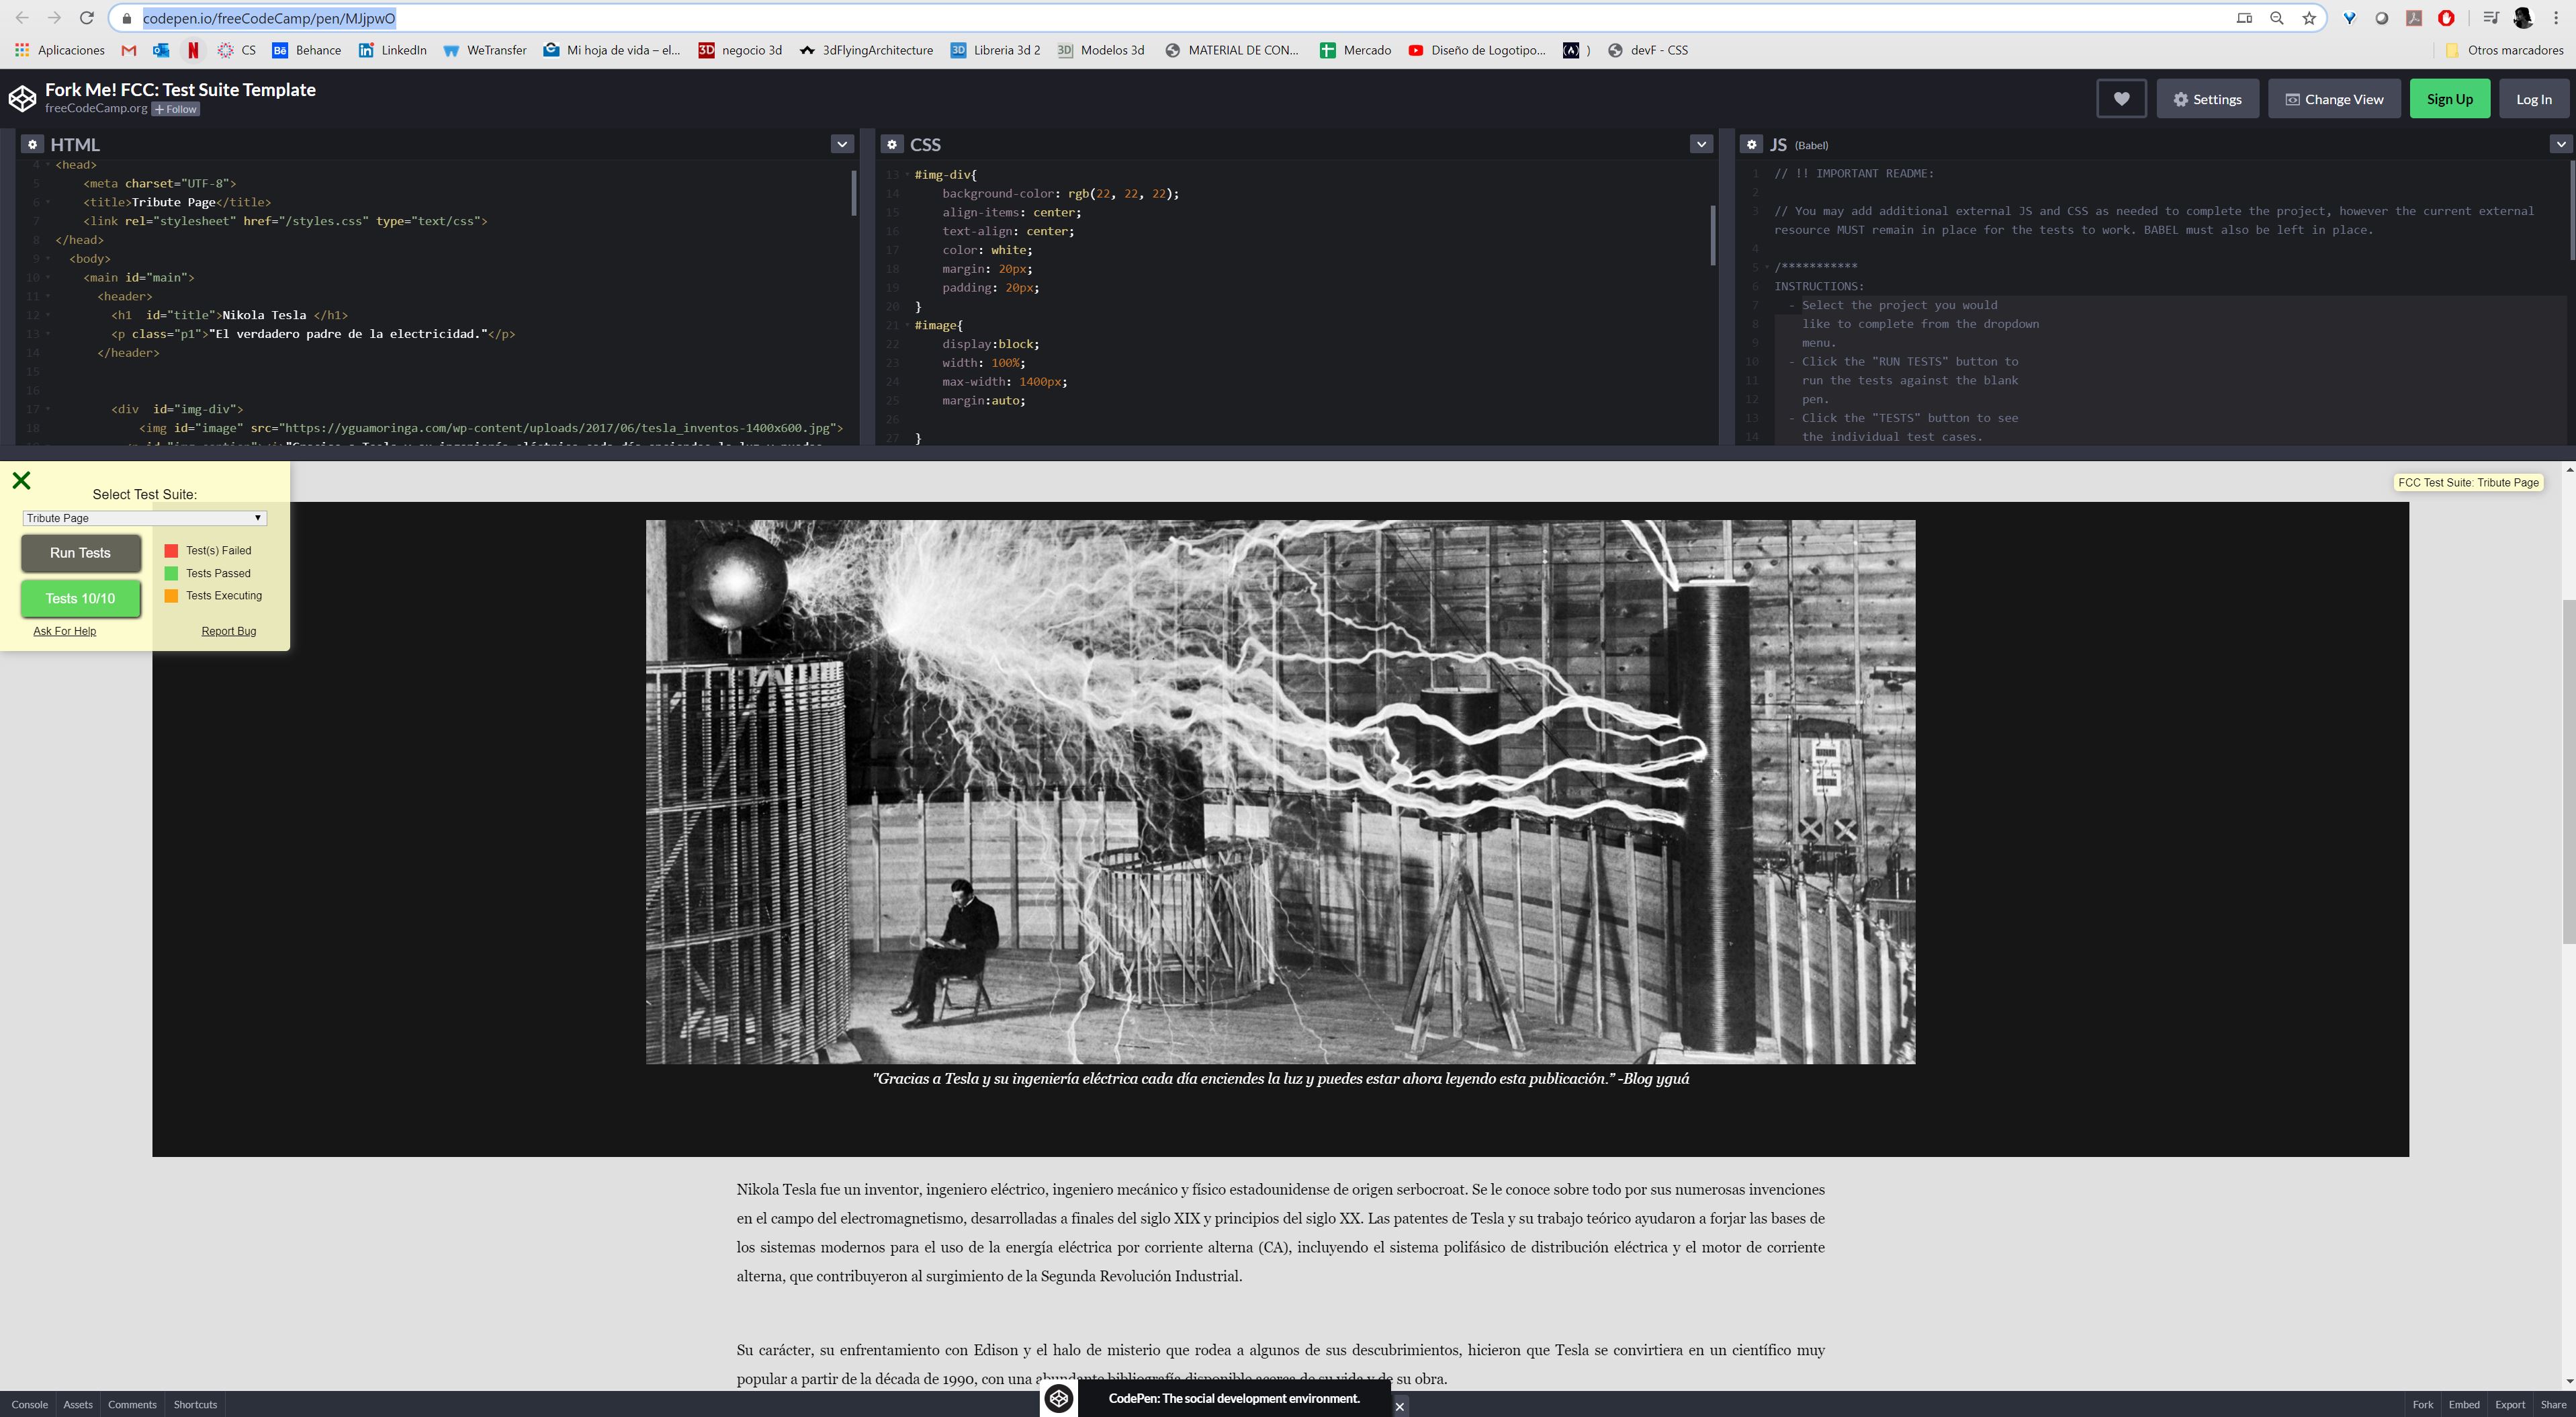 codepen.io/freeCodeCamp/pen/MJjpwO
Aplicaciones CS Behance LinkedIn WeTransfer Mi hoja de vida – el... negocio 3d 3dFlyingArchitecture Libreria 3d 2 Modelos 3d MATERIAL DE CON... Mercado Diseño de Logotipo... ) devF - CSS Otros marcadores
Fork Me! FCC: Test Suite Template
freeCodeCamp.org + Follow
Settings Change View Sign Up Log In
HTML
4 <head>
5 <meta charset="UTF-8">
6 <title>Tribute Page</title>
7 <link rel="stylesheet" href="/styles.css" type="text/css">
8 </head>
9 <body>
10 <main id="main">
11 <header>
12 <h1  id="title">Nikola Tesla </h1>
13 <p class="p1">"El verdadero padre de la electricidad."</p>
14 </header>
15
16
17 <div  id="img-div">
18 <img id="image" src="https://yguamoringa.com/wp-content/uploads/2017/06/tesla_inventos-1400x600.jpg">
CSS
13 #img-div{
14 background-color: rgb(22, 22, 22);
15 align-items: center;
16 text-align: center;
17 color: white;
18 margin: 20px;
19 padding: 20px;
20 }
21 #image{
22 display:block;
23 width: 100%;
24 max-width: 1400px;
25 margin:auto;
26
27 }
JS (Babel)
1 // !! IMPORTANT README:
2
3 // You may add additional external JS and CSS as needed to complete the project, however the current external
resource MUST remain in place for the tests to work. BABEL must also be left in place.
4
5 /***********
6 INSTRUCTIONS:
7 - Select the project you would
8 like to complete from the dropdown
9 menu.
10 - Click the "RUN TESTS" button to
11 run the tests against the blank
12 pen.
13 - Click the "TESTS" button to see
14 the individual test cases.
Select Test Suite:
Tribute Page
Run Tests
Tests 10/10
Test(s) Failed
Tests Passed
Tests Executing
Ask For Help Report Bug
FCC Test Suite: Tribute Page
"Gracias a Tesla y su ingeniería eléctrica cada día enciendes la luz y puedes estar ahora leyendo esta publicación.” -Blog yguá
Nikola Tesla fue un inventor, ingeniero eléctrico, ingeniero mecánico y físico estadounidense de origen serbocroat. Se le conoce sobre todo por sus numerosas invenciones
en el campo del electromagnetismo, desarrolladas a finales del siglo XIX y principios del siglo XX. Las patentes de Tesla y su trabajo teórico ayudaron a forjar las bases de
los sistemas modernos para el uso de la energía eléctrica por corriente alterna (CA), incluyendo el sistema polifásico de distribución eléctrica y el motor de corriente
alterna, que contribuyeron al surgimiento de la Segunda Revolución Industrial.
Su carácter, su enfrentamiento con Edison y el halo de misterio que rodea a algunos de sus descubrimientos, hicieron que Tesla se convirtiera en un científico muy
popular a partir de la década de 1990, con una abundante bibliografía disponible acerca de su vida y de su obra.
CodePen: The social development environment.
Console Assets Comments Shortcuts
Fork Embed Export Share